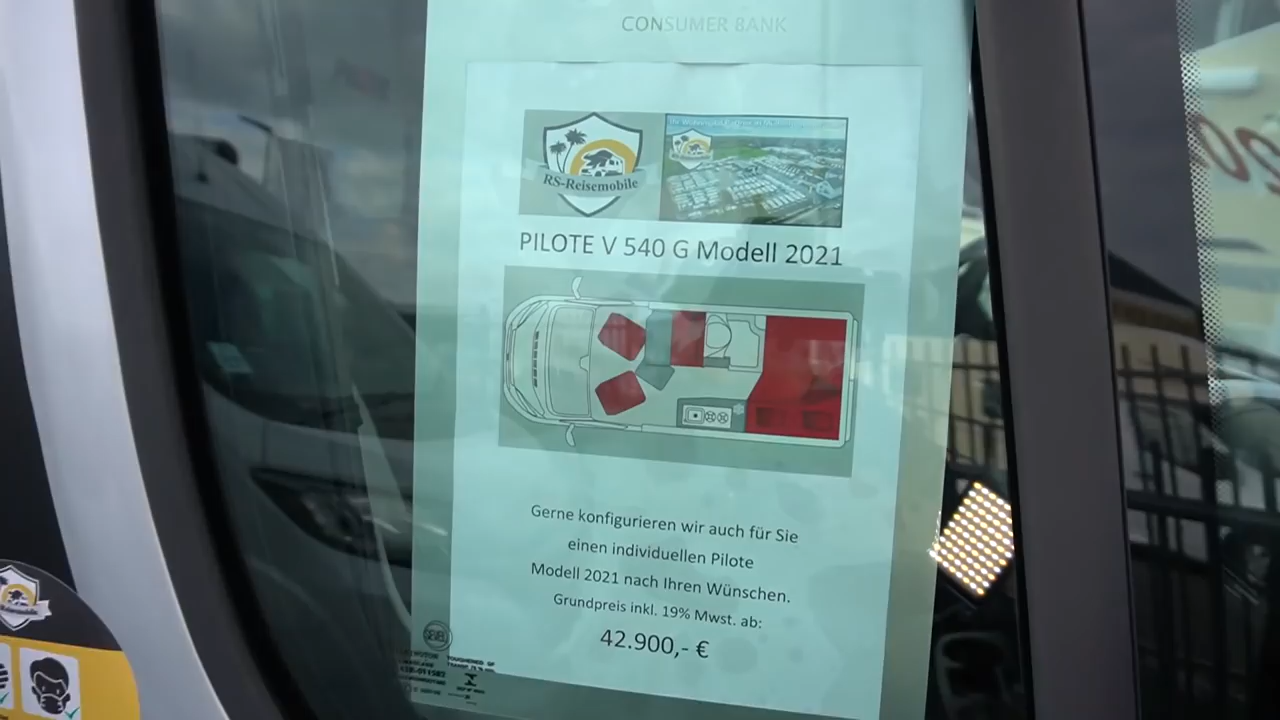 CONSUMER BANK
RS-Reisemobile
PILOTE V 540 G Modell 2021
Gerne konfigurieren wir auch für Sie
einen individuellen Pilote
Modell 2021 nach Ihren Wünschen.
Grundpreis inkl. 19% Mwst. ab:
42.900,- €